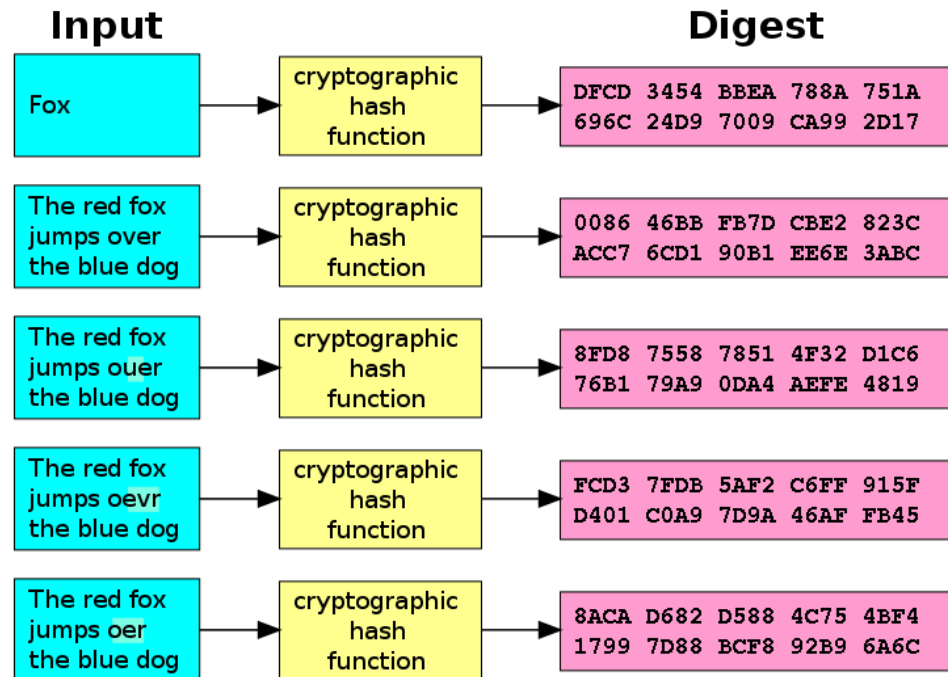 Input
Digest
Fox
cryptographic
hash
function
DFCD 3454 BBEA 788A 751A
696C 24D9 7009 CA99 2D17
The red fox
jumps over
the blue dog
cryptographic
hash
function
0086 46BB FB7D CBE2 823C
ACC7 6CD1 90B1 EE6E 3ABC
The red fox
jumps ouer
the blue dog
cryptographic
hash
function
8FD8 7558 7851 4F32 D1C6
76B1 79A9 0DA4 AEFE 4819
The red fox
jumps oevr
the blue dog
cryptographic
hash
function
FCD3 7FDB 5AF2 C6FF 915F
D401 C0A9 7D9A 46AF FB45
The red fox
jumps oer
the blue dog
cryptographic
hash
function
8ACA D682 D588 4C75 4BF4
1799 7D88 BCF8 92B9 6A6C